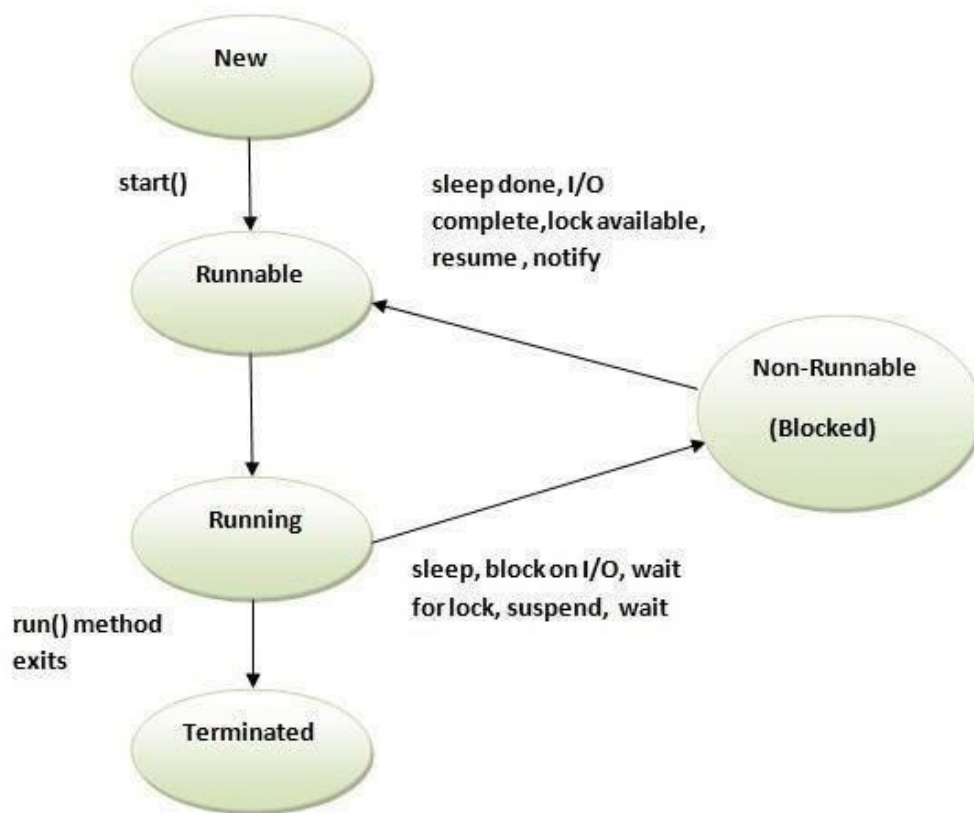 New
start()
sleep done, I/O
complete,lock available,
resume , notify
Runnable
Non-Runnable
(Blocked)
Running
sleep, block on I/O, wait
for lock, suspend, wait
run() method
exits
Terminated